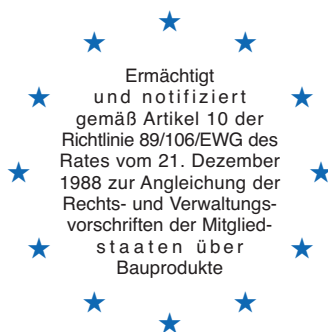 Ermächtigt
und notifiziert
gemäß Artikel 10 der
Richtlinie 89/106/EWG des
Rates vom 21. Dezember
1988 zur Angleichung der
Rechts- und Verwaltungs-
vorschriften der Mitglied-
staaten über
Bauprodukte